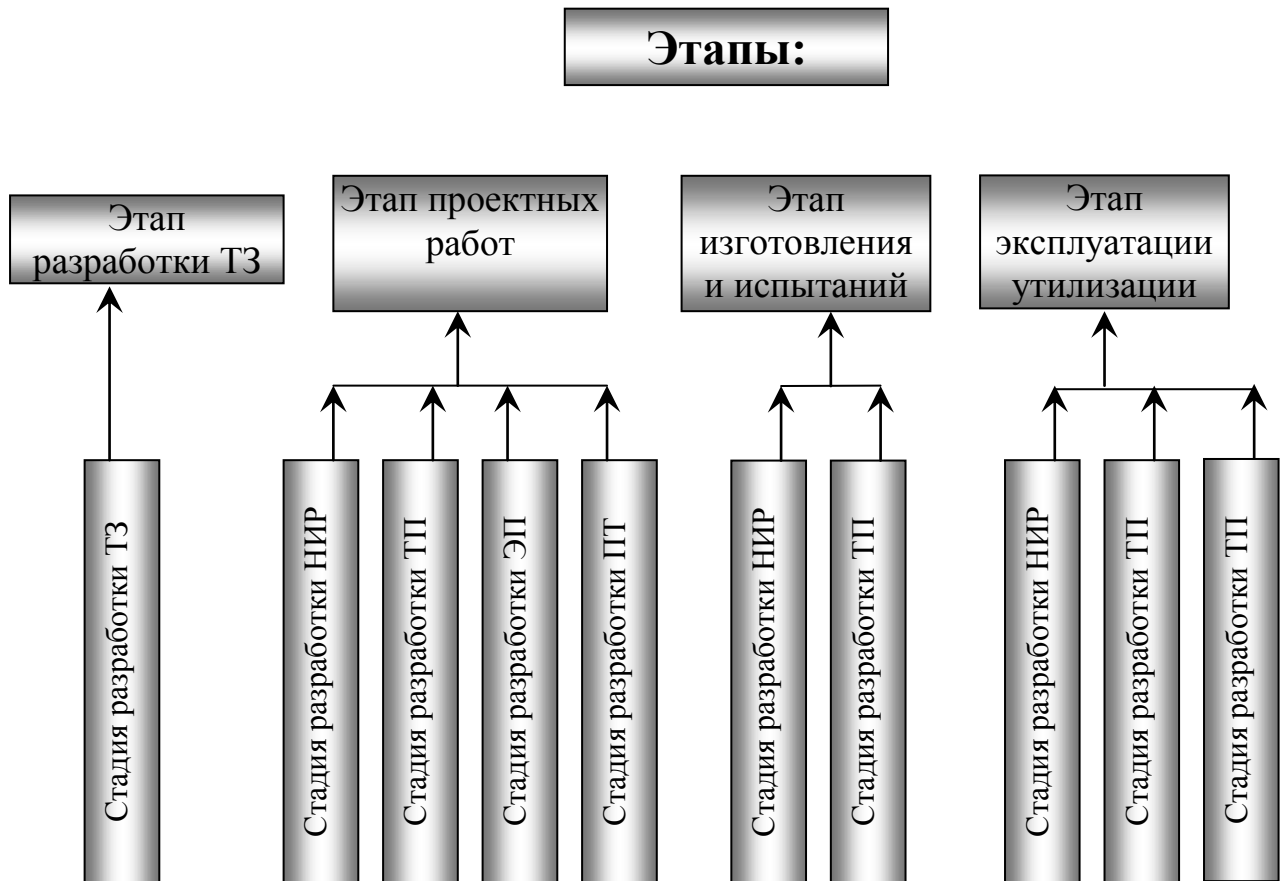 Этапы:
Этап
разработки ТЗ
Этап проектных
работ
Этап
изготовления
и испытаний
Этап
эксплуатации
утилизации
Стадия разработки ТЗ
Стадия разработки НИР
Стадия разработки ТП
Стадия разработки ЭП
Стадия разработки ПТ
Стадия разработки НИР
Стадия разработки ТП
Стадия разработки НИР
Стадия разработки ТП
Стадия разработки ТП